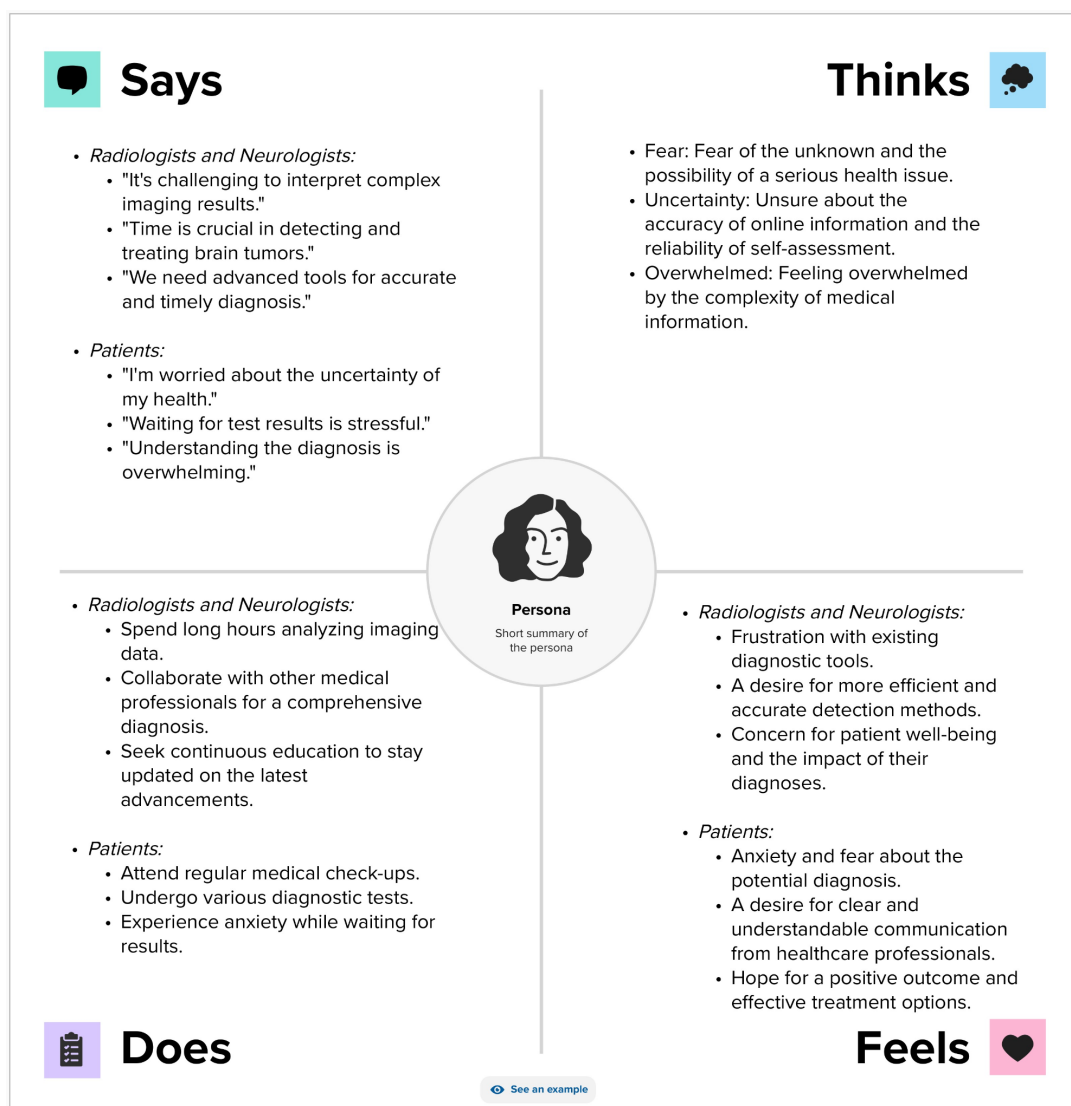 Says
• Radiologists and Neurologists:
• "It's challenging to interpret complex
imaging results."
• "Time is crucial in detecting and
treating brain tumors."
• "We need advanced tools for accurate
and timely diagnosis."
• Patients:
• "I'm worried about the uncertainty of
my health."
• "Waiting for test results is stressful."
• "Understanding the diagnosis is
overwhelming."
Thinks
• Fear: Fear of the unknown and the
possibility of a serious health issue.
• Uncertainty: Unsure about the
accuracy of online information and the
reliability of self-assessment.
• Overwhelmed: Feeling overwhelmed
by the complexity of medical
information.
Persona
Short summary of
the persona
• Radiologists and Neurologists:
• Spend long hours analyzing imaging
data.
• Collaborate with other medical
professionals for a comprehensive
diagnosis.
• Seek continuous education to stay
updated on the latest
advancements.
• Patients:
• Attend regular medical check-ups.
• Undergo various diagnostic tests.
• Experience anxiety while waiting for
results.
Does
• Radiologists and Neurologists:
• Frustration with existing
diagnostic tools.
• A desire for more efficient and
accurate detection methods.
• Concern for patient well-being
and the impact of their
diagnoses.
• Patients:
• Anxiety and fear about the
potential diagnosis.
• A desire for clear and
understandable communication
from healthcare professionals.
• Hope for a positive outcome and
effective treatment options.
Feels
See an example